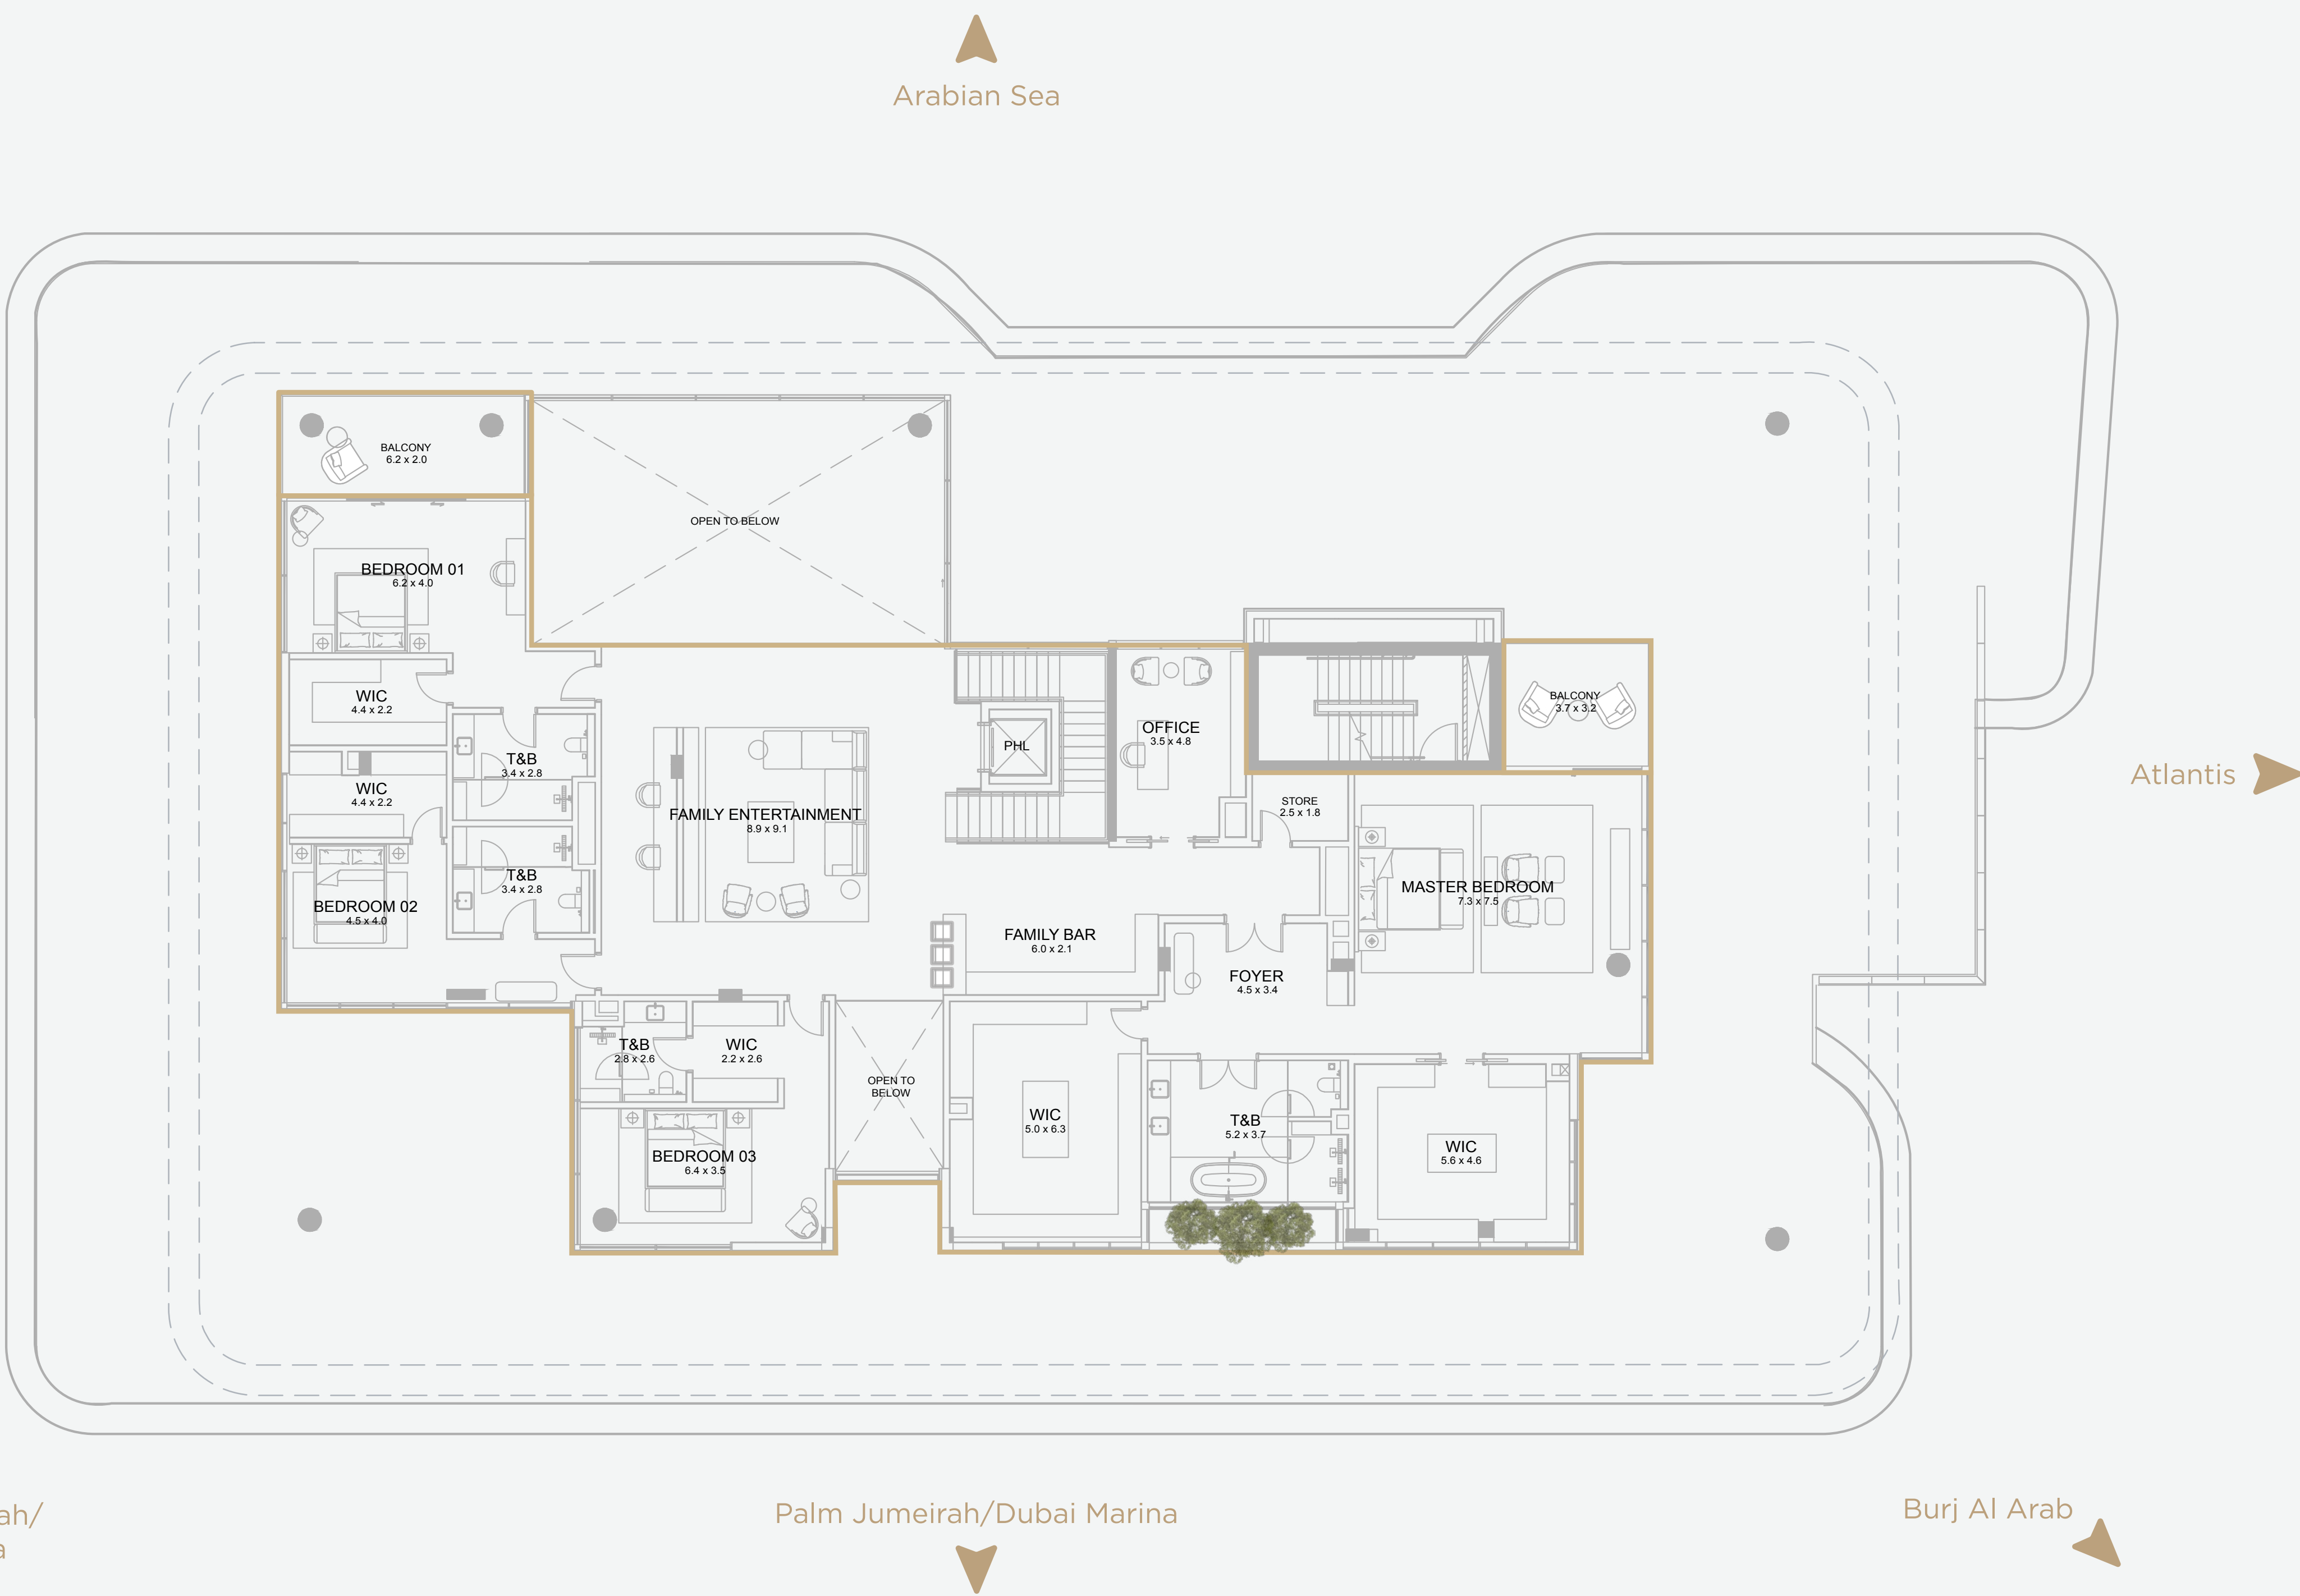 Arabian Sea
BALCONY
6.2 x 2.0
OPEN TO BELOW
BEDROOM 01
6.2 x 4.0
WIC
4.4 x 2.2
T&B
3.4 x 2.8
WIC
4.4 x 2.2
T&B
3.4 x 2.8
BEDROOM 02
4.5 x 4.0
FAMILY ENTERTAINMENT
8.9 x 9.1
PHL
OFFICE
3.5 x 4.8
BALCONY
3.7 x 3.2
STORE
2.5 x 1.8
MASTER BEDROOM
7.3 x 7.5
FAMILY BAR
6.0 x 2.1
FOYER
4.5 x 3.4
T&B
2.8 x 2.6
WIC
2.2 x 2.6
OPEN TO
BELOW
BEDROOM 03
6.4 x 3.5
WIC
5.0 x 6.3
T&B
5.2 x 3.7
WIC
5.6 x 4.6
Atlantis
ah/
a
Palm Jumeirah/Dubai Marina
Burj Al Arab